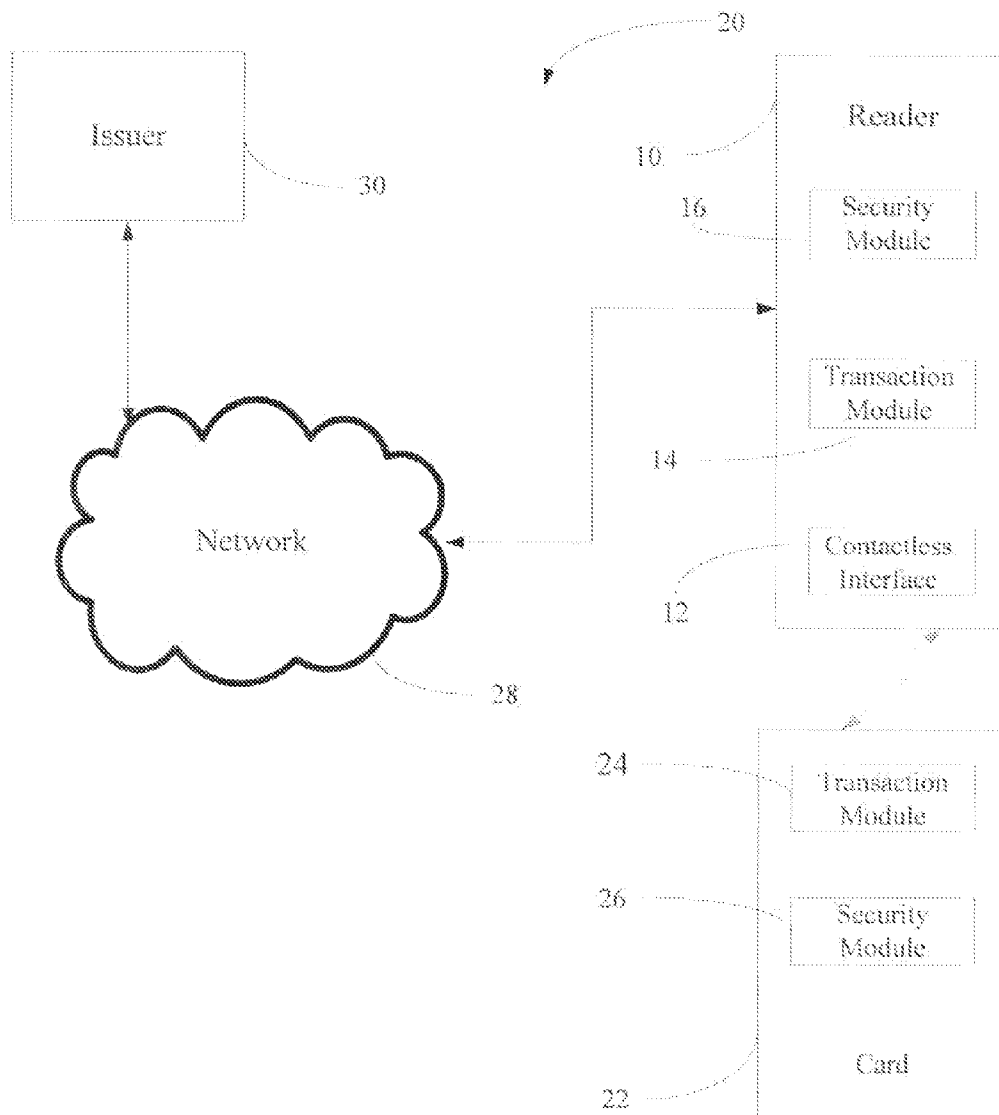 20
Issuer
30
Reader
10
16
Security
Module
Transaction
Module
14
Contactless
Interface
12
Network
28
24
Transaction
Module
26
Security
Module
Card
22